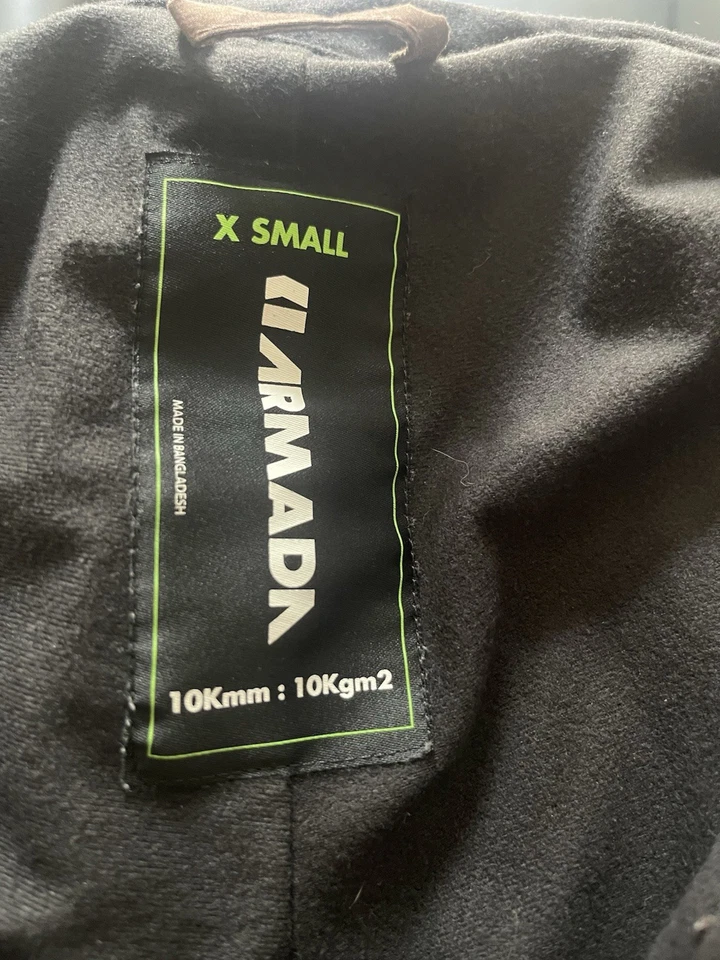 X SMALL
ARMADA
MADE IN BANGLADESH
10Kmm : 10Kgm2